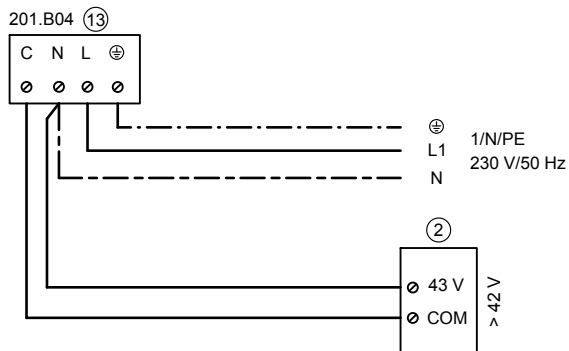 201.B04 13
C N L
L1
N
1/N/PE
230 V/50 Hz
2
43 V
COM
> 42 V